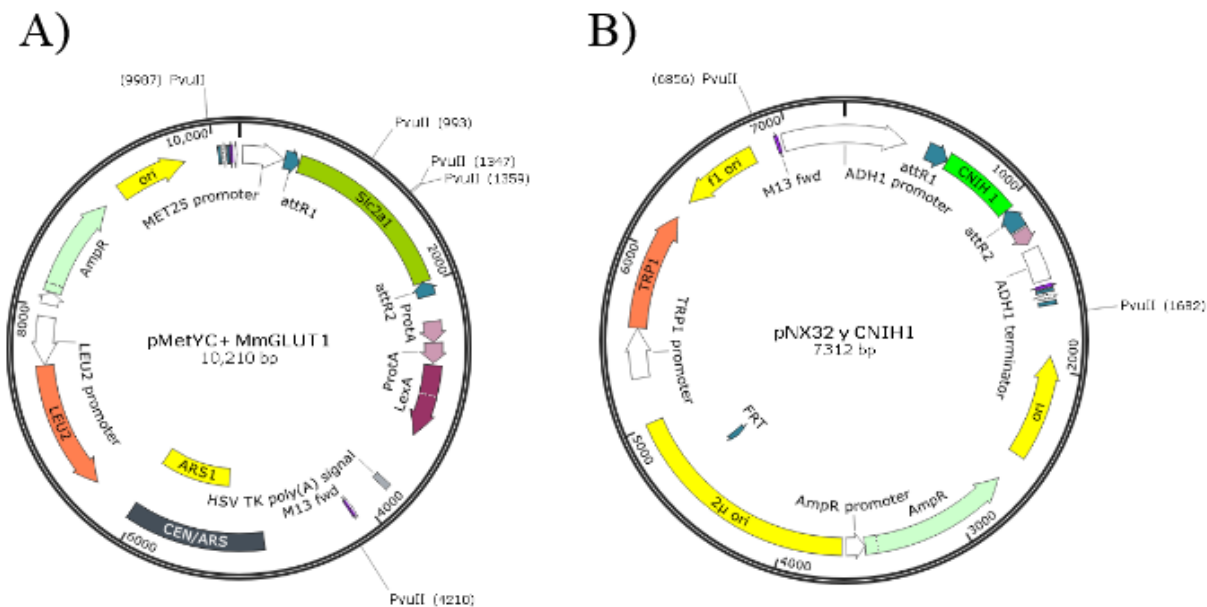 A)
(9987) PvuII
10,000
PvuII (993)
PvuII (1347)
PvuII (1359)
ori
MET25 promoter
attR1
Slc2a1
2000
AmpR
attR2
ProtA
ProtA
LexA
8000
pMetYC+ MmGLUT1
10,210 bp
LEU2 promoter
LEU2
ARS1
HSV TK poly(A) signal
M13 fwd
4000
CEN/ARS
6000
PvuII (4210)
B)
(6856) PvuII
7000
f1 ori
M13 fwd
ADH1 promoter
attR1
CNIH 1
1000
attR2
6000
TRP1
ADH1 terminator
PvuII (1682)
pNX32 y CNIH1
7312 bp
TRP1 promoter
2000
ori
FRT
5000
AmpR promoter
AmpR
2μ ori
3000
4000